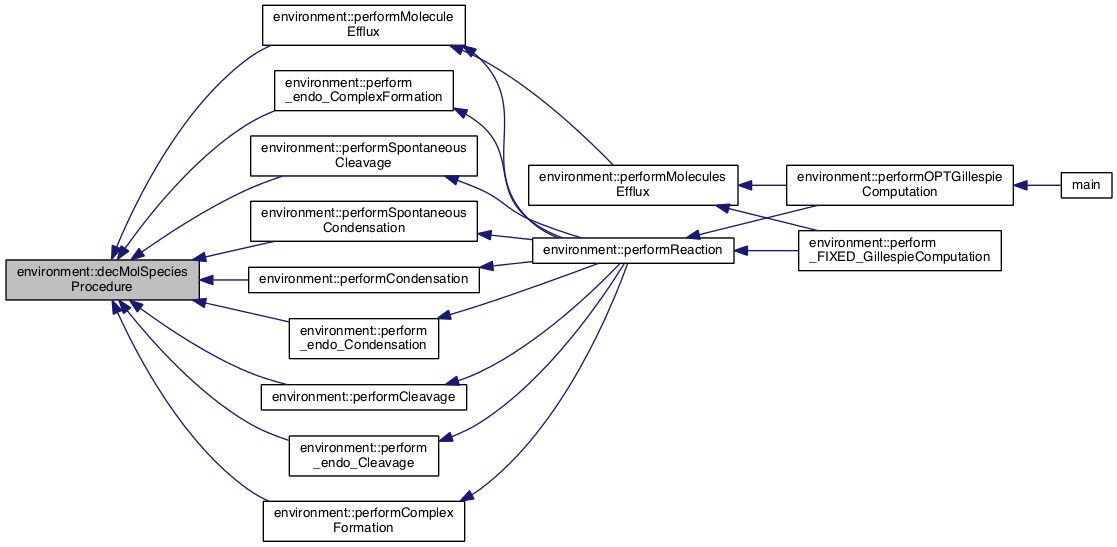 environment::performMolecule
Efflux
environment::perform
_endo_ComplexFormation
environment::performSpontaneous
Cleavage
environment::performSpontaneous
Condensation
environment::decMolSpecies
Procedure
environment::performCondensation
environment::perform
_endo_Condensation
environment::performCleavage
environment::perform
_endo_Cleavage
environment::performComplex
Formation
environment::performMolecules
Efflux
environment::performReaction
environment::performOPTGillespie
Computation
environment::perform
_FIXED_GillespieComputation
main